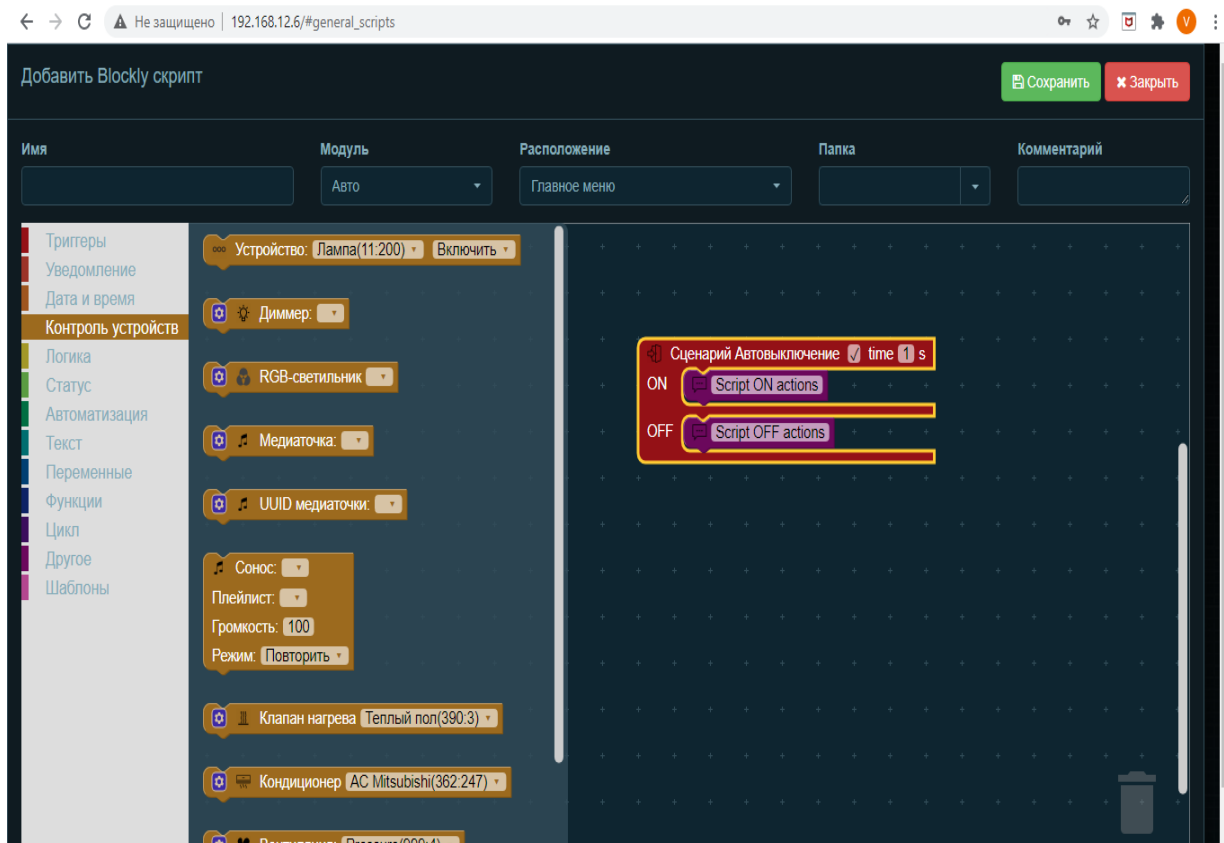 Не защищено | 192.168.12.6/#general_scripts
V
Добавить Blockly скрипт
Сохранить
Закрыть
Имя
Модуль
Расположение
Папка
Комментарий
Авто
Главное меню
Триггеры
Уведомление
Дата и время
Контроль устройств
Логика
Статус
Автоматизация
Текст
Переменные
Функции
Цикл
Другое
Шаблоны
Устройство: Лампа(11:200) Включить
Диммер:
RGB-светильник
Медиаточка:
UUID медиаточки:
Сонос:
Плейлист:
Громкость: 100
Режим: Повторить
Клапан нагрева Теплый пол(390:3)
Кондиционер AC Mitsubishi(362:247)
Сценарий Автовыключение √ time 1 s
ON Script ON actions
OFF Script OFF actions